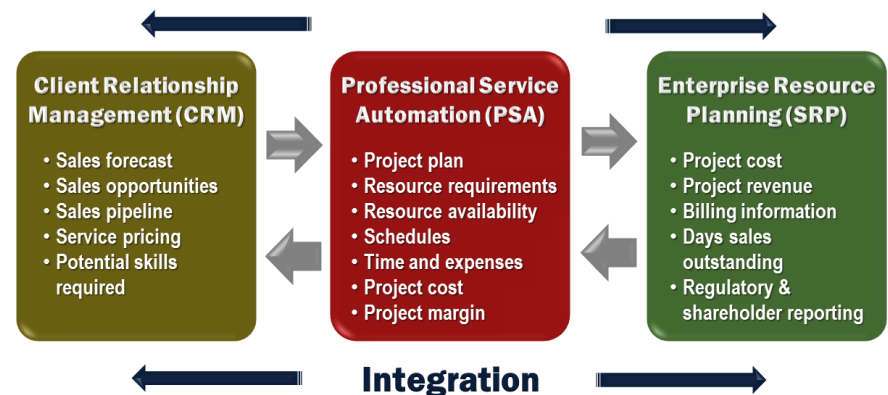 Client Relationship
Management (CRM)
• Sales forecast
• Sales opportunities
• Sales pipeline
• Service pricing
• Potential skills
required
Professional Service
Automation (PSA)
• Project plan
• Resource requirements
• Resource availability
• Schedules
• Time and expenses
• Project cost
• Project margin
Enterprise Resource
Planning (SRP)
• Project cost
• Project revenue
• Billing information
• Days sales
outstanding
• Regulatory &
shareholder reporting
Integration